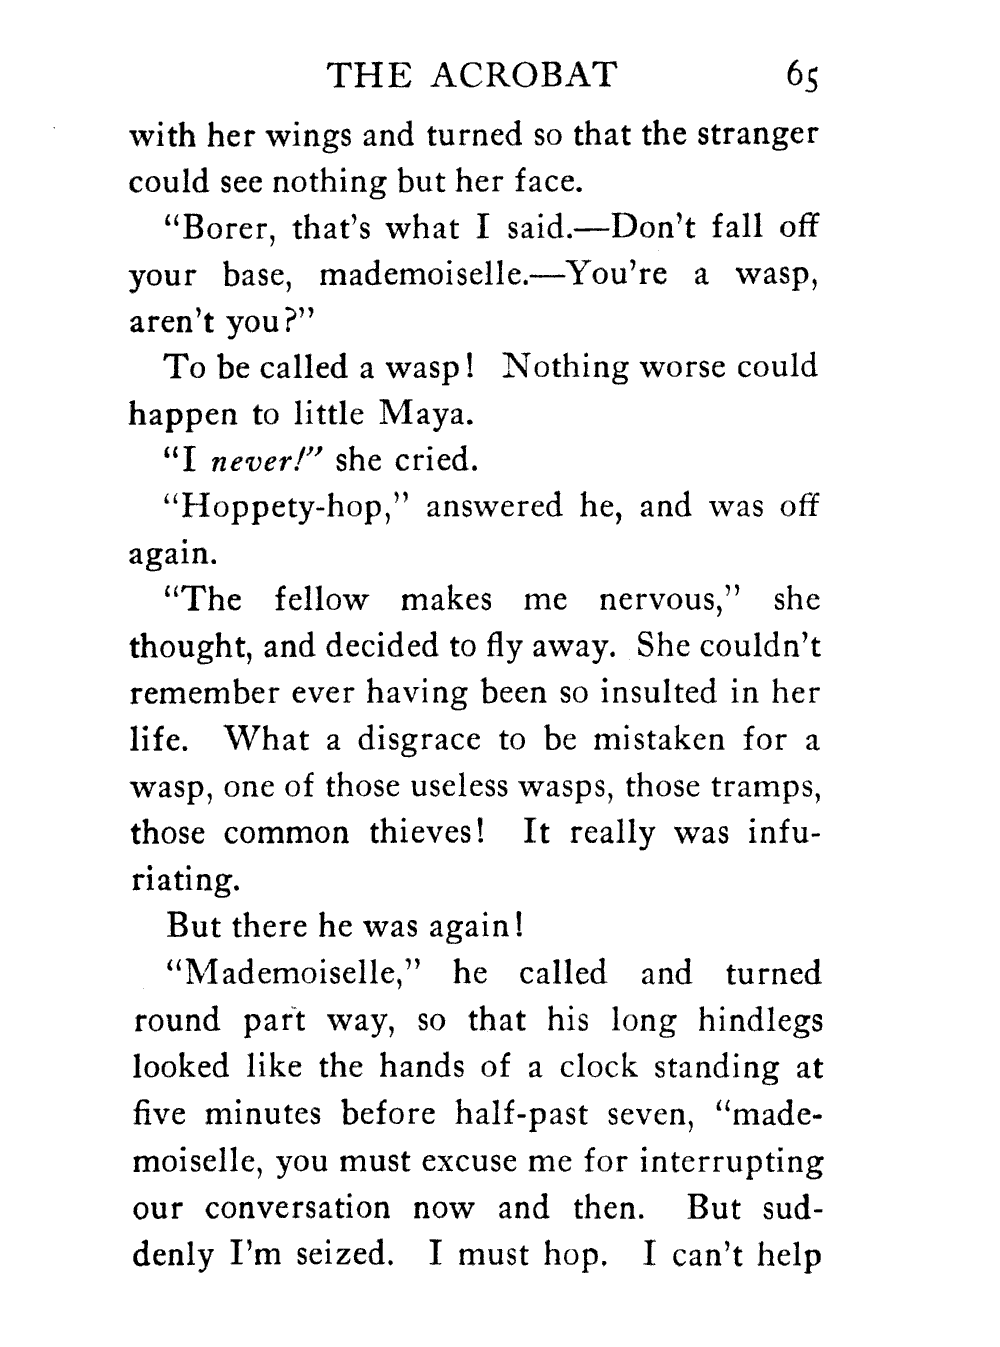 THE ACROBAT 65
with her wings and turned so that the stranger
could see nothing but her face.
“Borer, that’s what I said.—Don’t fall off
your base, mademoiselle.—You’re a wasp,
aren’t you?”
To be called a wasp! Nothing worse could
happen to little Maya.
“I never!” she cried.
“Hoppety-hop,” answered he, and was off
again.
“The fellow makes me nervous,” she
thought, and decided to fly away. She couldn’t
remember ever having been so insulted in her
life. What a disgrace to be mistaken for a
wasp, one of those useless wasps, those tramps,
those common thieves! It really was infu-
riating.
But there he was again!
“Mademoiselle,” he called and turned
round part way, so that his long hindlegs
looked like the hands of a clock standing at
five minutes before half-past seven, “made-
moiselle, you must excuse me for interrupting
our conversation now and then. But sud-
denly I’m seized. I must hop. I can’t help